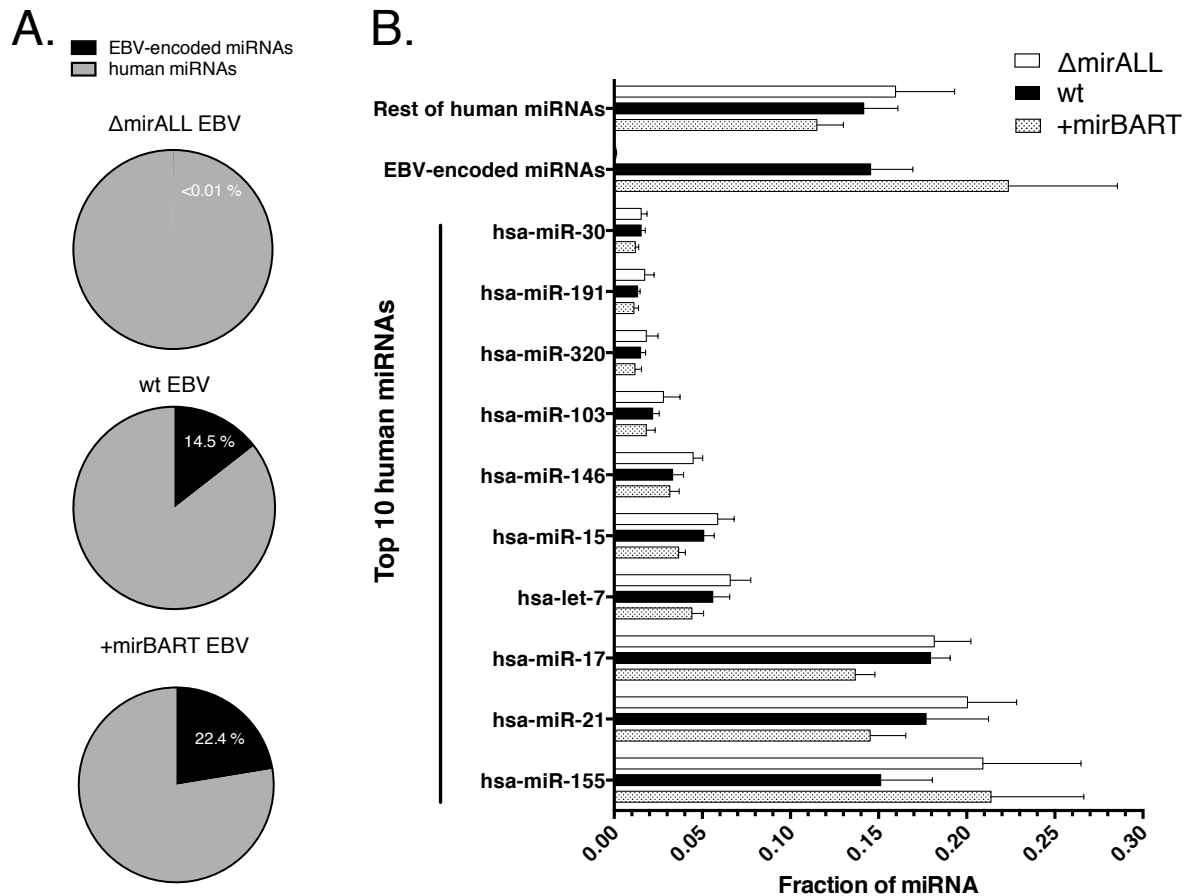 A.
EBV-encoded miRNAs
human miRNAs
ΔmirALL EBV
<0.01 %
wt EBV
14.5 %
+mirBART EBV
22.4 %
B.
ΔmirALL
wt
+mirBART
Rest of human miRNAs
EBV-encoded miRNAs
Top 10 human miRNAs
hsa-miR-30
hsa-miR-191
hsa-miR-320
hsa-miR-103
hsa-miR-146
hsa-miR-15
hsa-let-7
hsa-miR-17
hsa-miR-21
hsa-miR-155
0.00 0.05 0.10 0.15 0.20 0.25 0.30
Fraction of miRNA